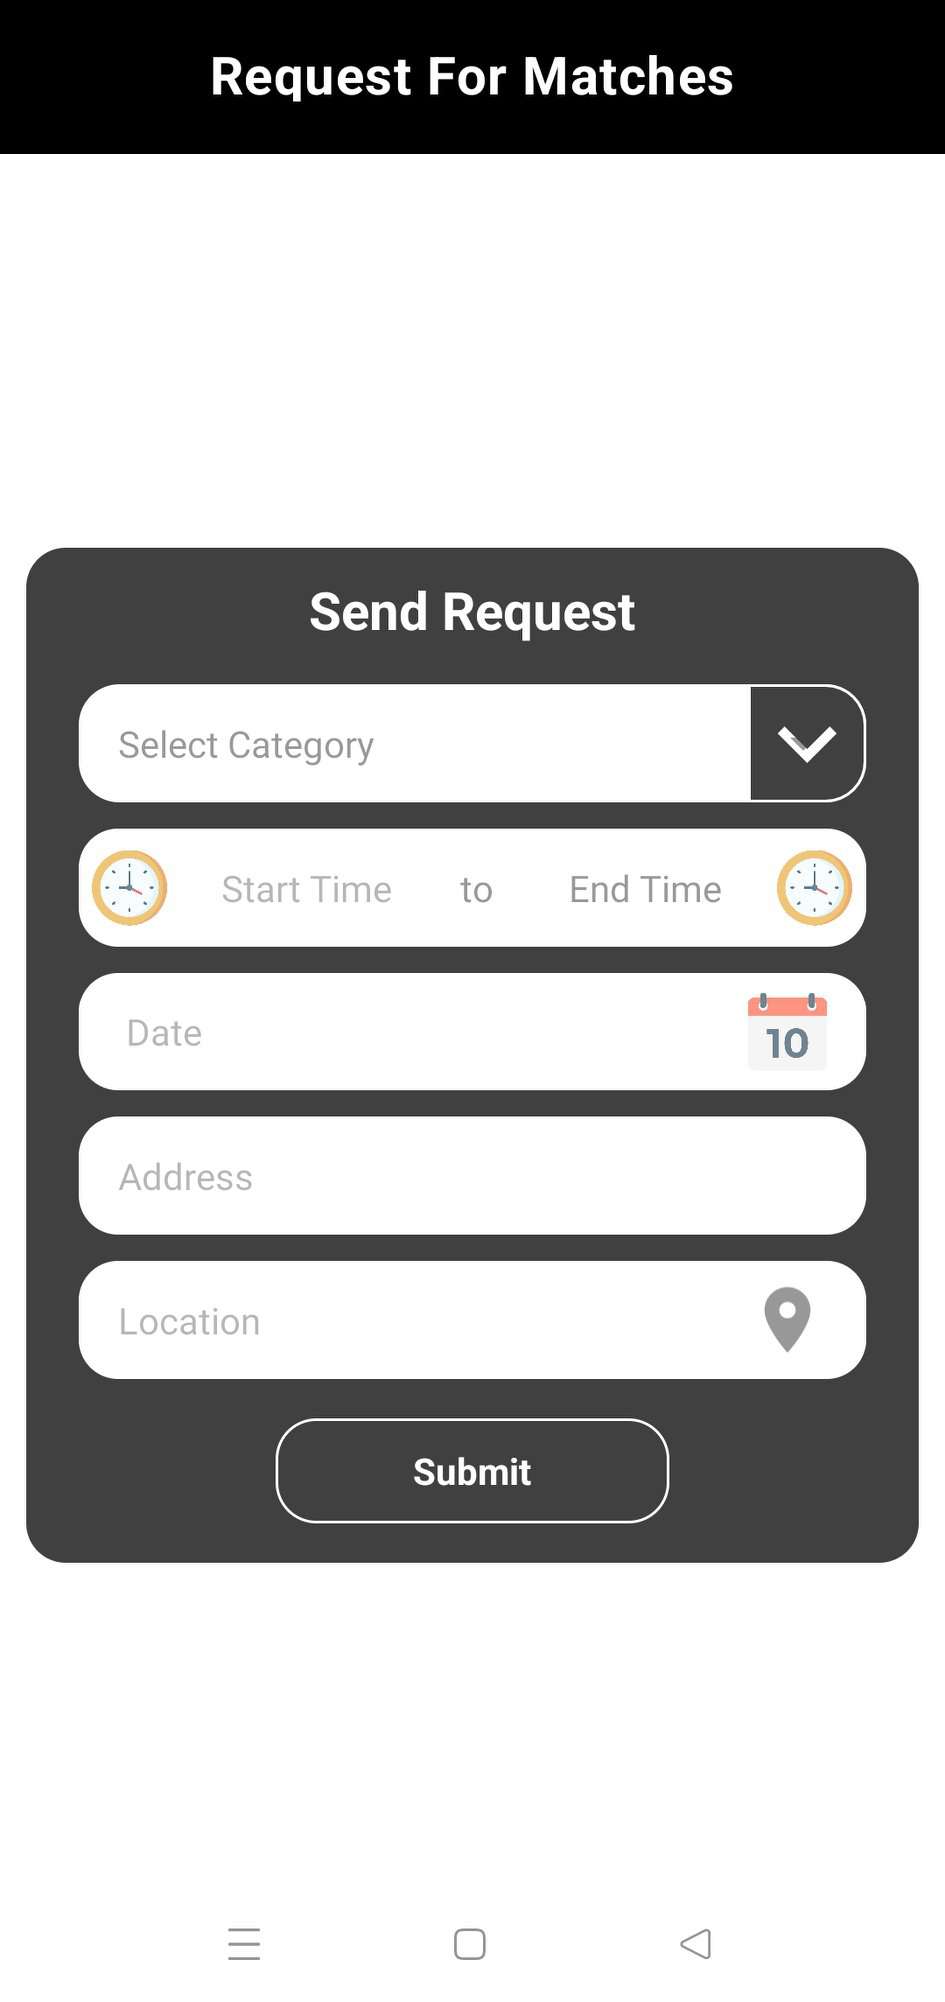 Request For Matches
Send Request
Select Category
Start Time to End Time
Date
10
Address
Location
Submit